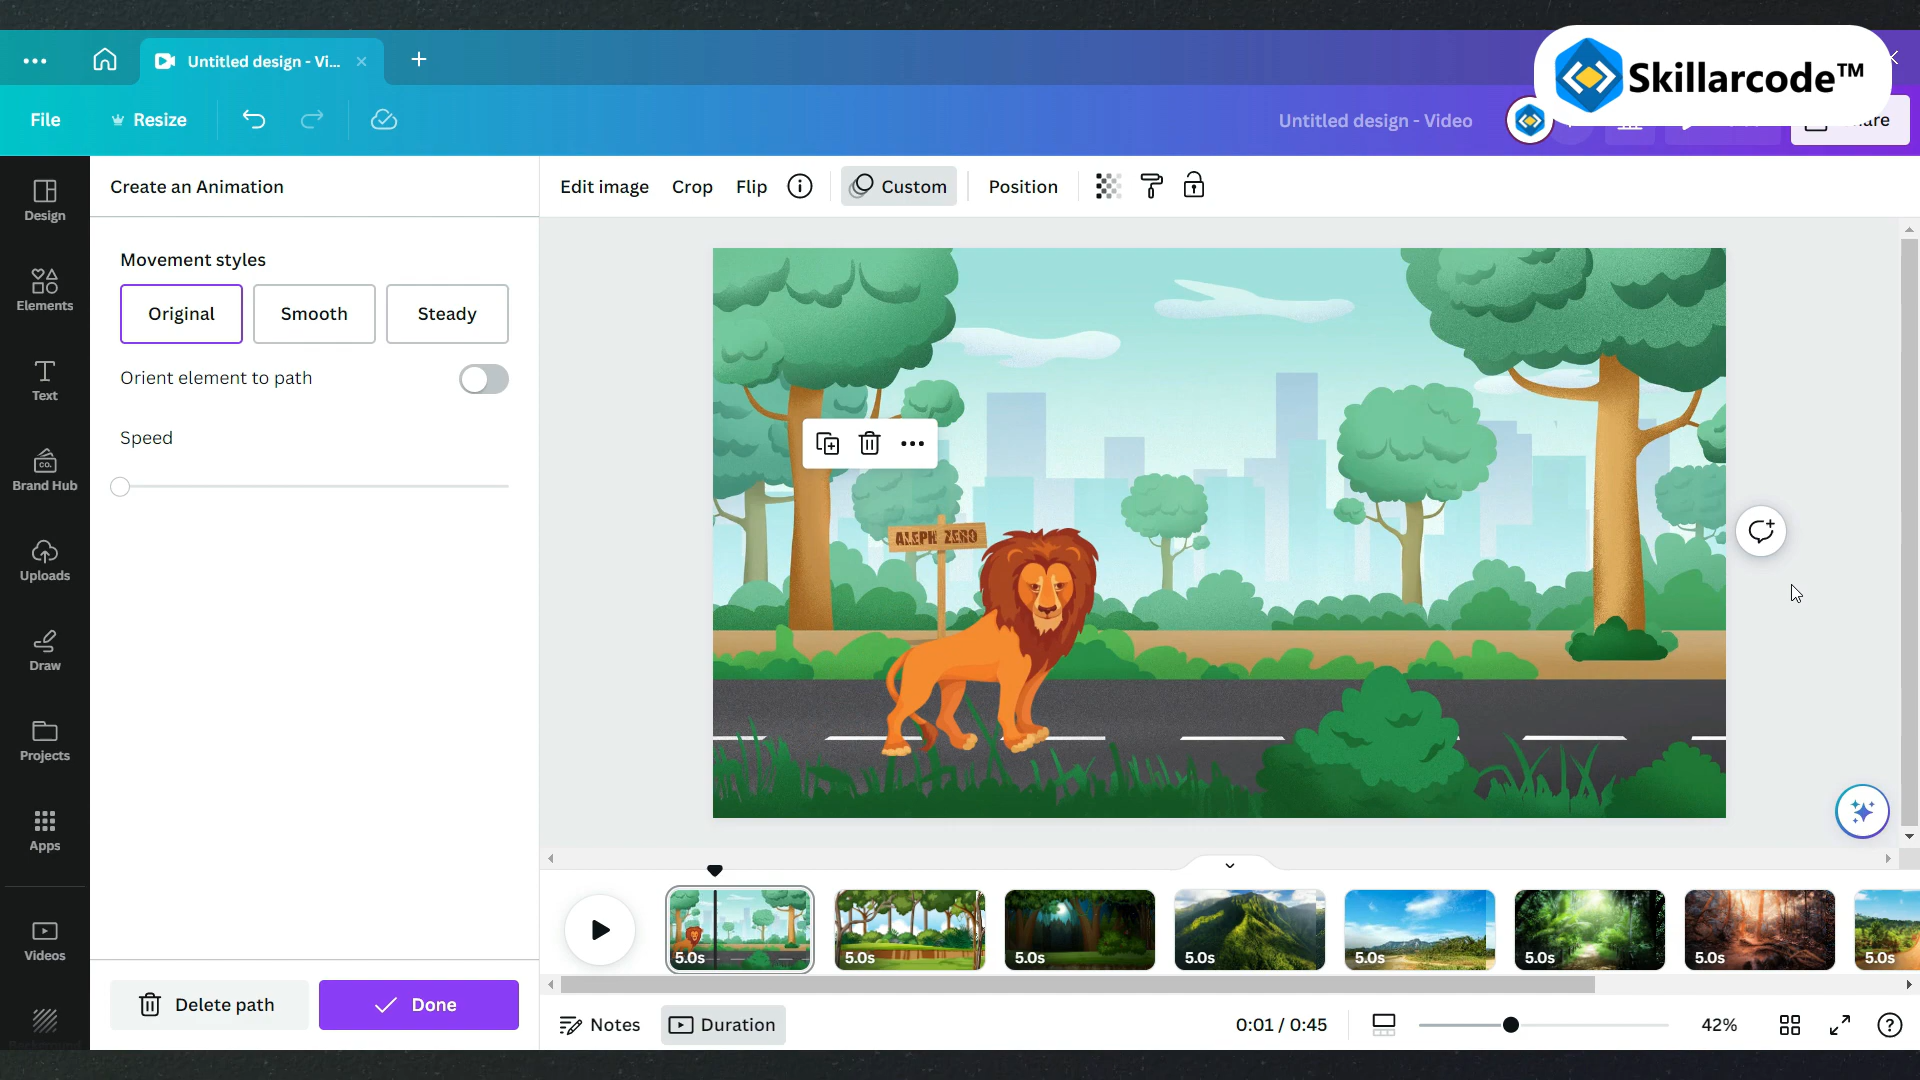 Untitled design - Vi...
Skillarcode™
File
Resize
Untitled design - Video
Create an Animation
Edit image
Crop
Flip
Custom
Position
Design
Elements
Text
Brand Hub
CO.
Uploads
Draw
Projects
Apps
Videos
Movement styles
Original
Smooth
Steady
Orient element to path
Speed
ALEPH ZERO
5.0s
5.0s
5.0s
5.0s
5.0s
5.0s
5.0s
5.0s
Delete path
Done
Notes
Duration
0:01 / 0:45
42%